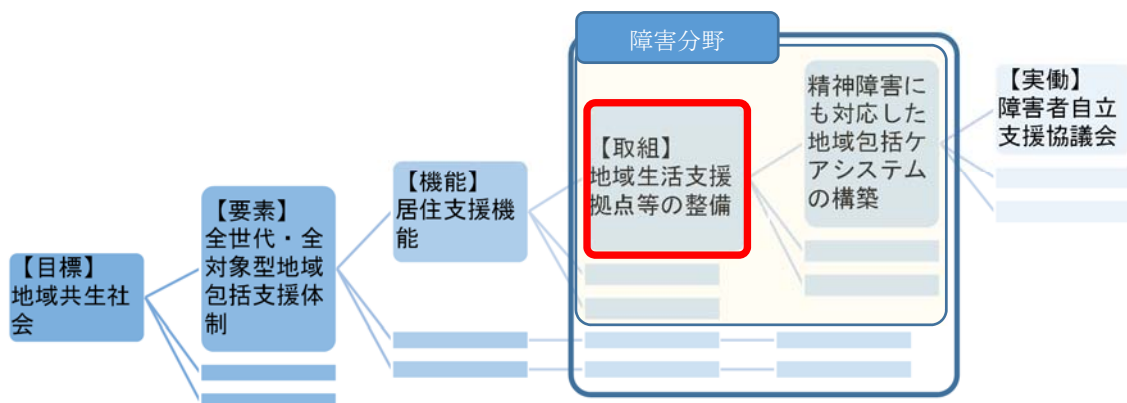 障害分野
【目標】
地域共生社
会
【要素】
全世代・全
対象型地域
包括支援体
制
【機能】
居住支援機
能
【取組】
地域生活支援
拠点等の整備
精神障害に
も対応した
地域包括ケ
アシステム
の構築
【実働】
障害者自立
支援協議会